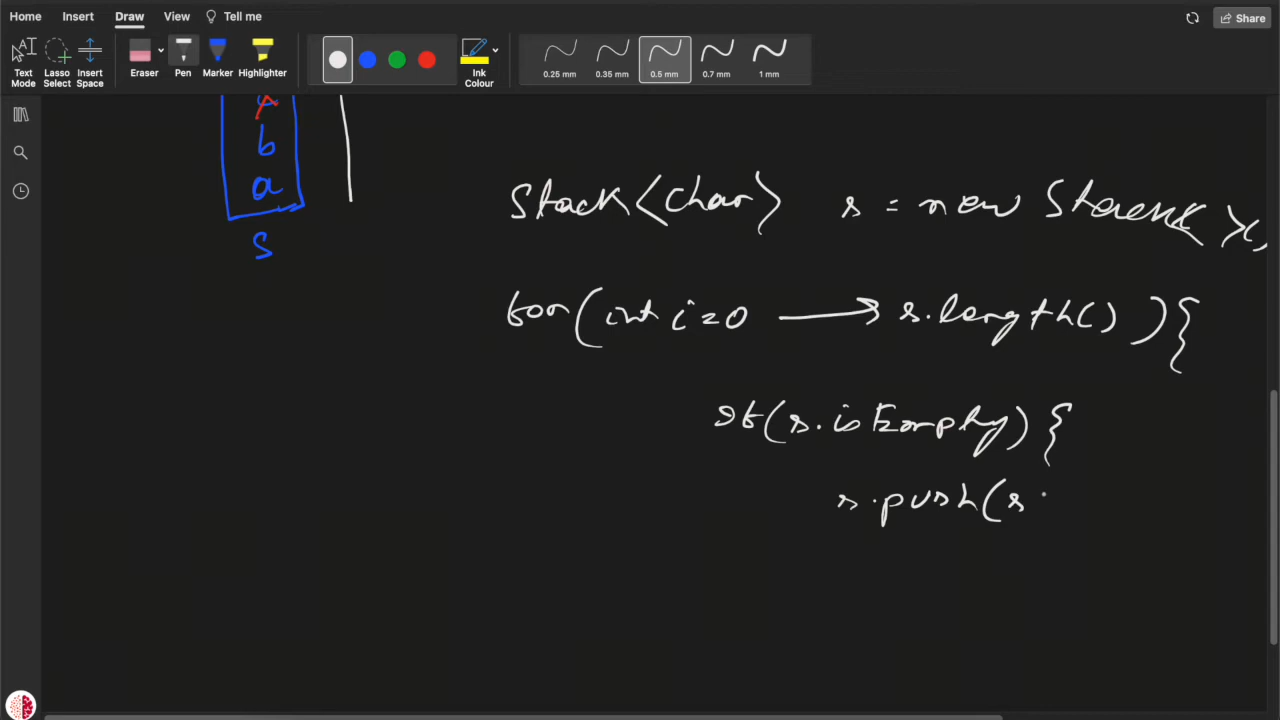 Home Insert Draw View Tell me Share
Text Mode Lasso Select Insert Space Eraser Pen Marker Highlighter Ink Colour 0.25 mm 0.35 mm 0.5 mm 0.7 mm 1 mm
b
a
s
Stack<Char> s = new Stack<>(
for(int i=0 → s.length()){
if(s.isEmpty){
s.push(s.